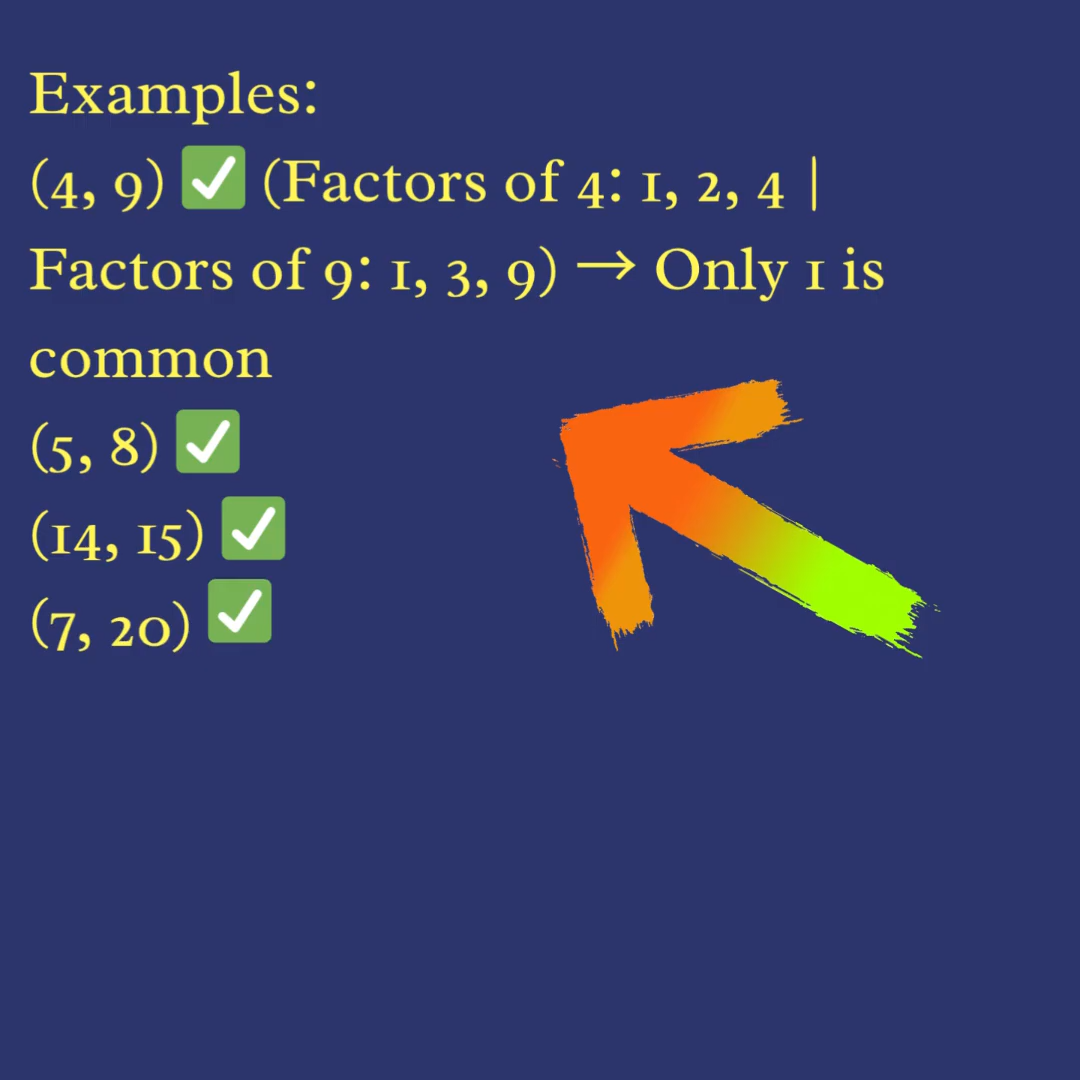 Examples:
(4, 9) ✅ (Factors of 4: 1, 2, 4 |
Factors of 9: 1, 3, 9) → Only 1 is
common
(5, 8) ✅
(14, 15) ✅
(7, 20) ✅